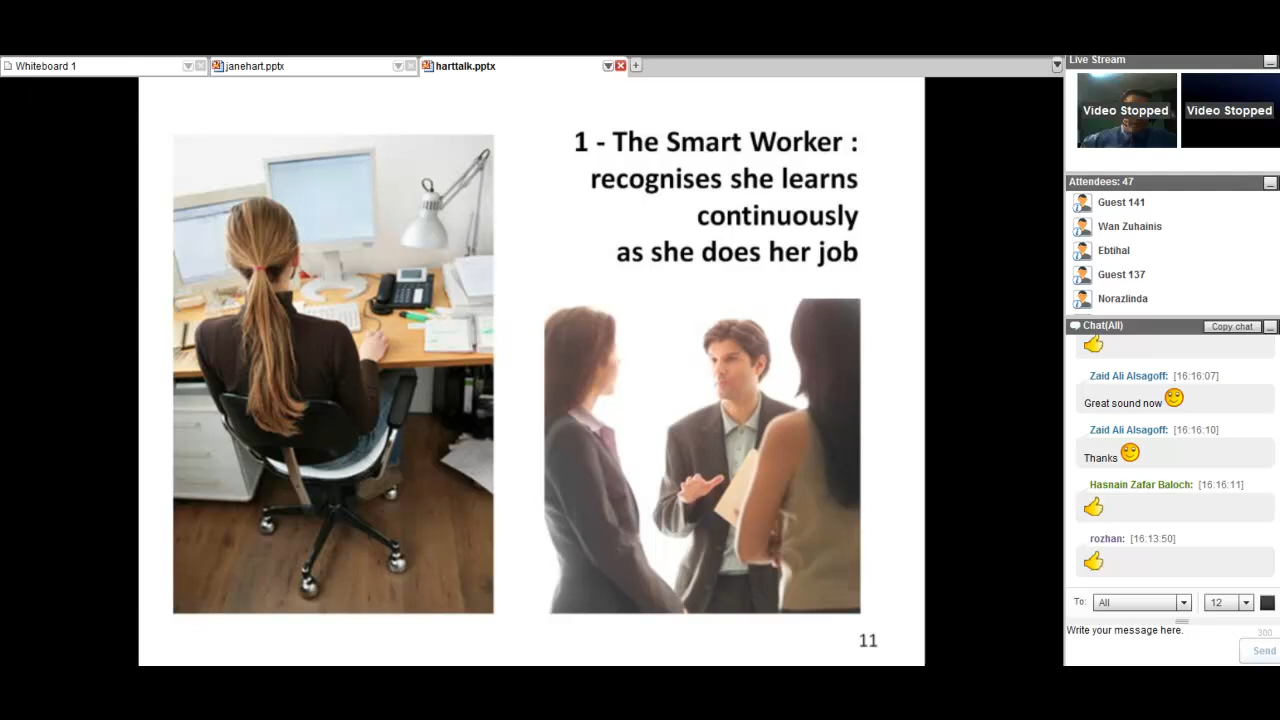 Whiteboard 1
janehart.pptx
harttalk.pptx
1 - The Smart Worker :
recognises she learns
continuously
as she does her job
11
Live Stream
Video Stopped
Video Stopped
Attendees: 47
Guest 141
Wan Zuhainis
Ebtihal
Guest 137
Norazlinda
Chat(All)
Copy chat
Zaid Ali Alsagoff: [16:16:07]
Great sound now
Zaid Ali Alsagoff: [16:16:10]
Thanks
Hasnain Zafar Baloch: [16:16:11]
rozhan: [16:13:50]
To: All 12
Write your message here.
300
Send